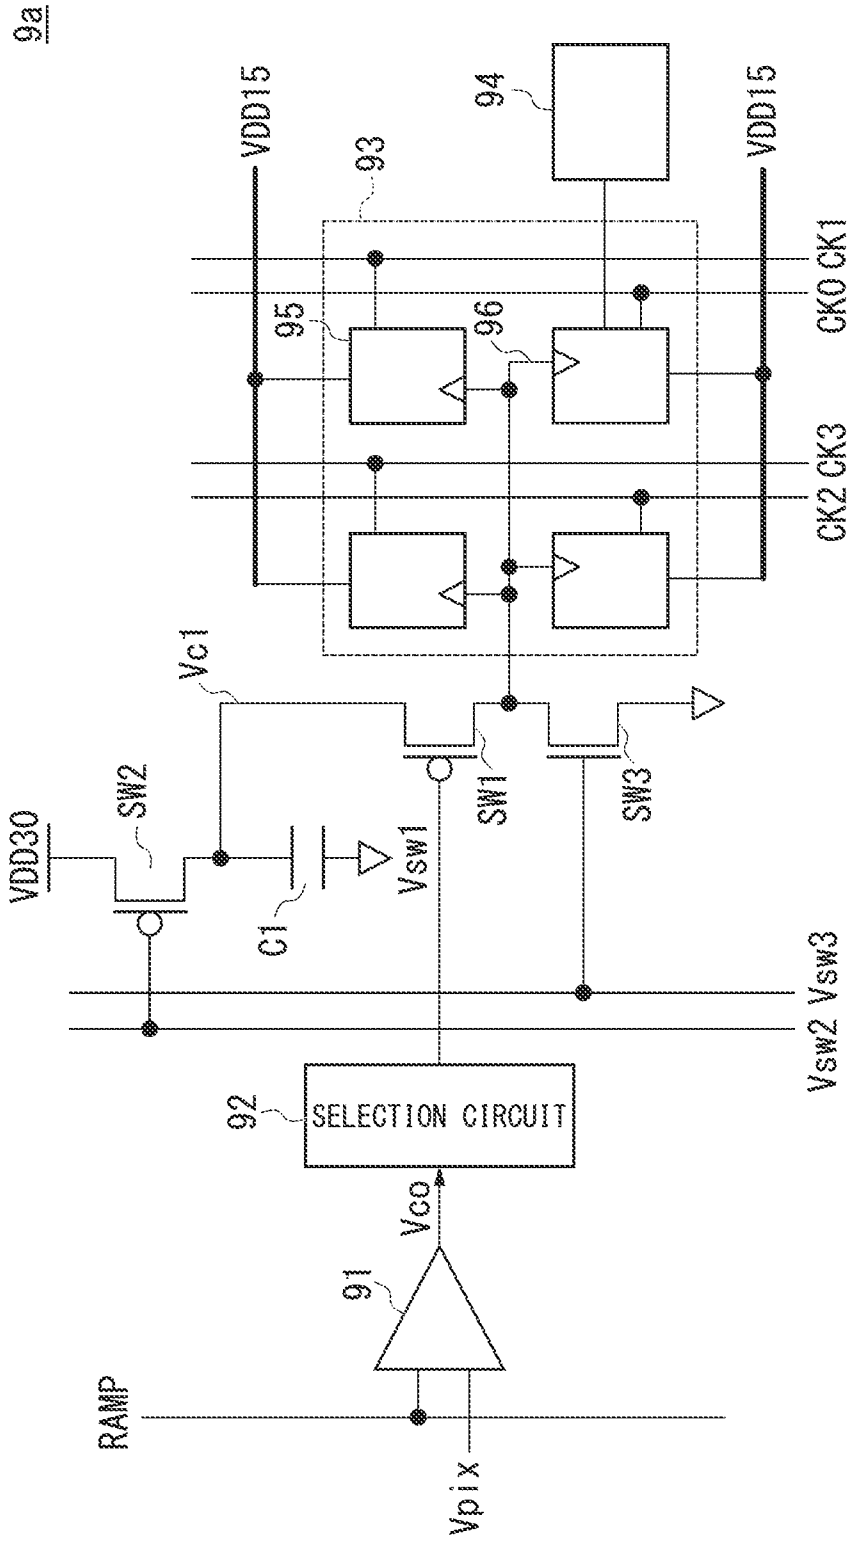 9a
RAMP
Vpix
91
Vco
92
SELECTION CIRCUIT
Vsw2
Vsw3
VDD30
SW2
C1
Vsw1
Vc1
SW1
SW3
93
VDD15
95
96
94
VDD15
CK2
CK3
CK0
CK1